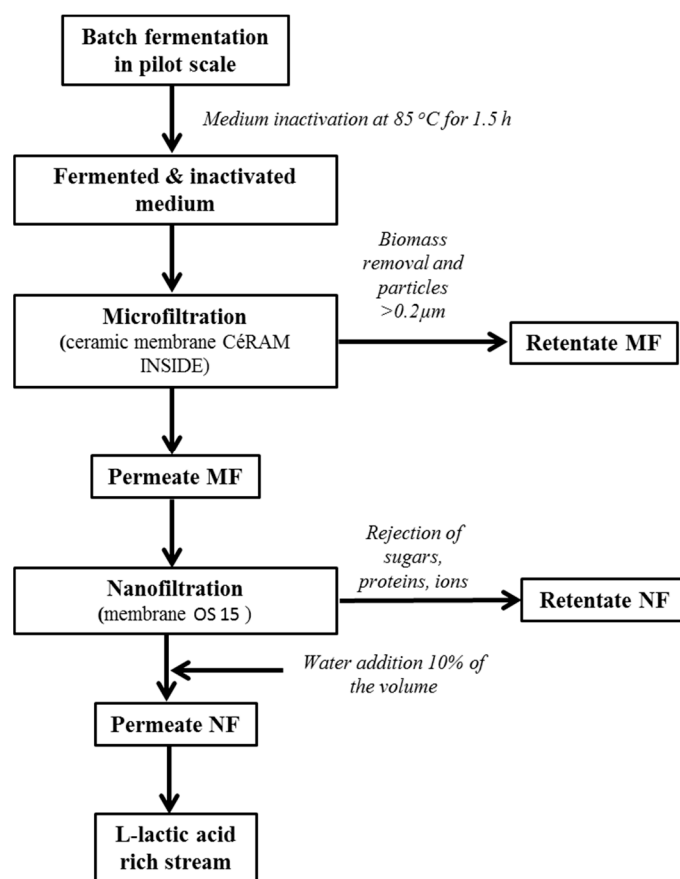 Batch fermentation
in pilot scale
Medium inactivation at 85 °C for 1.5 h
Fermented & inactivated
medium
Biomass
removal and
particles
>0.2μm
Microfiltration
(ceramic membrane CéRAM
INSIDE)
Retentate MF
Permeate MF
Rejection of
sugars,
proteins, ions
Nanofiltration
(membrane OS 15 )
Retentate NF
Water addition 10% of
the volume
Permeate NF
L-lactic acid
rich stream